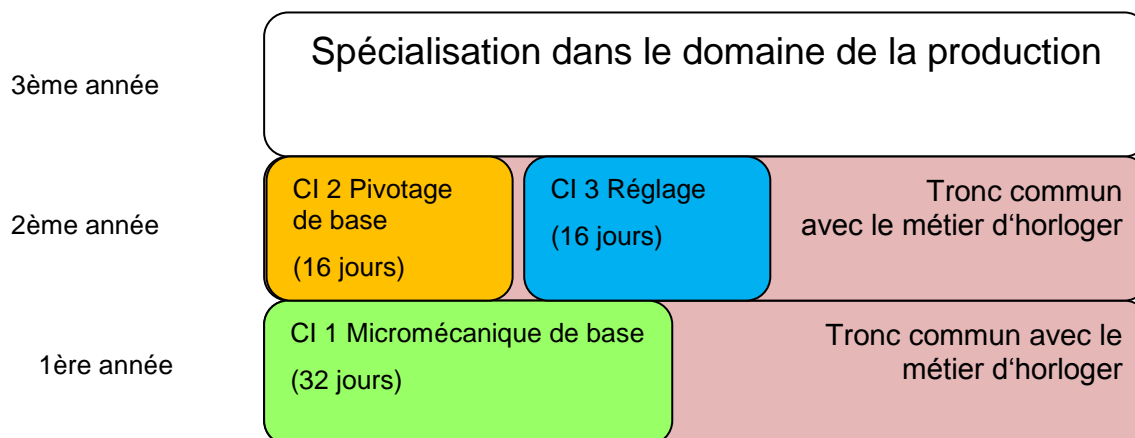 Spécialisation dans le domaine de la production
3ème année
CI 2 Pivotage
de base
(16 jours)
CI 3 Réglage
(16 jours)
Tronc commun
avec le métier d‘horloger
2ème année
CI 1 Micromécanique de base
(32 jours)
Tronc commun avec le
métier d‘horloger
1ère année